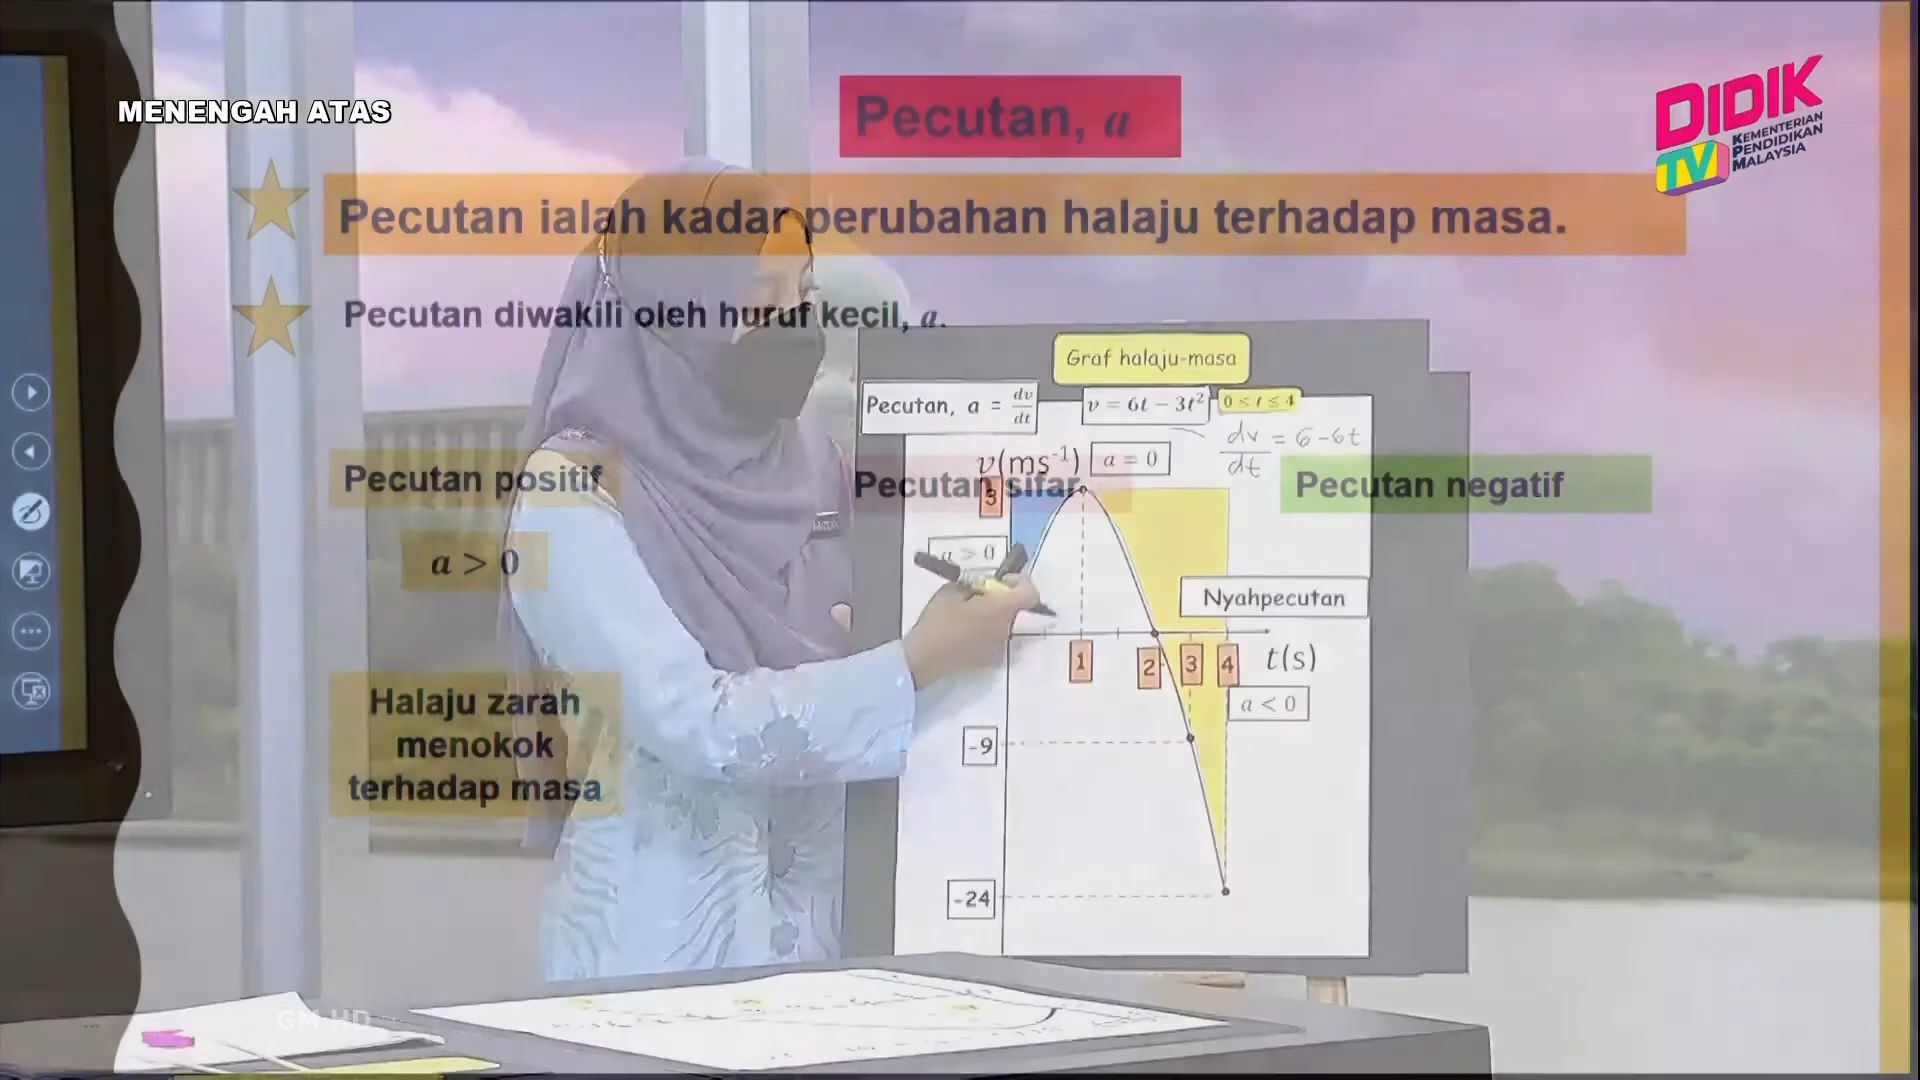 MENENGAH ATAS
DIDIK
TV
KEMENTERIAN
PENDIDIKAN
MALAYSIA
Pecutan, a
Pecutan ialah kadar perubahan halaju terhadap masa.
Pecutan diwakili oleh huruf kecil, a.
Pecutan positif
a > 0
Halaju zarah
menokok
terhadap masa
Pecutan sifar
Pecutan negatif
Graf halaju-masa
Pecutan, a = dv/dt
v = 6t − 3t²
0 ≤ t ≤ 4
dv/dt = 6-6t
v(ms⁻¹)
a = 0
3
a > 0
Nyahpecutan
1
2
3
4
t(s)
a < 0
-9
-24
GM HD